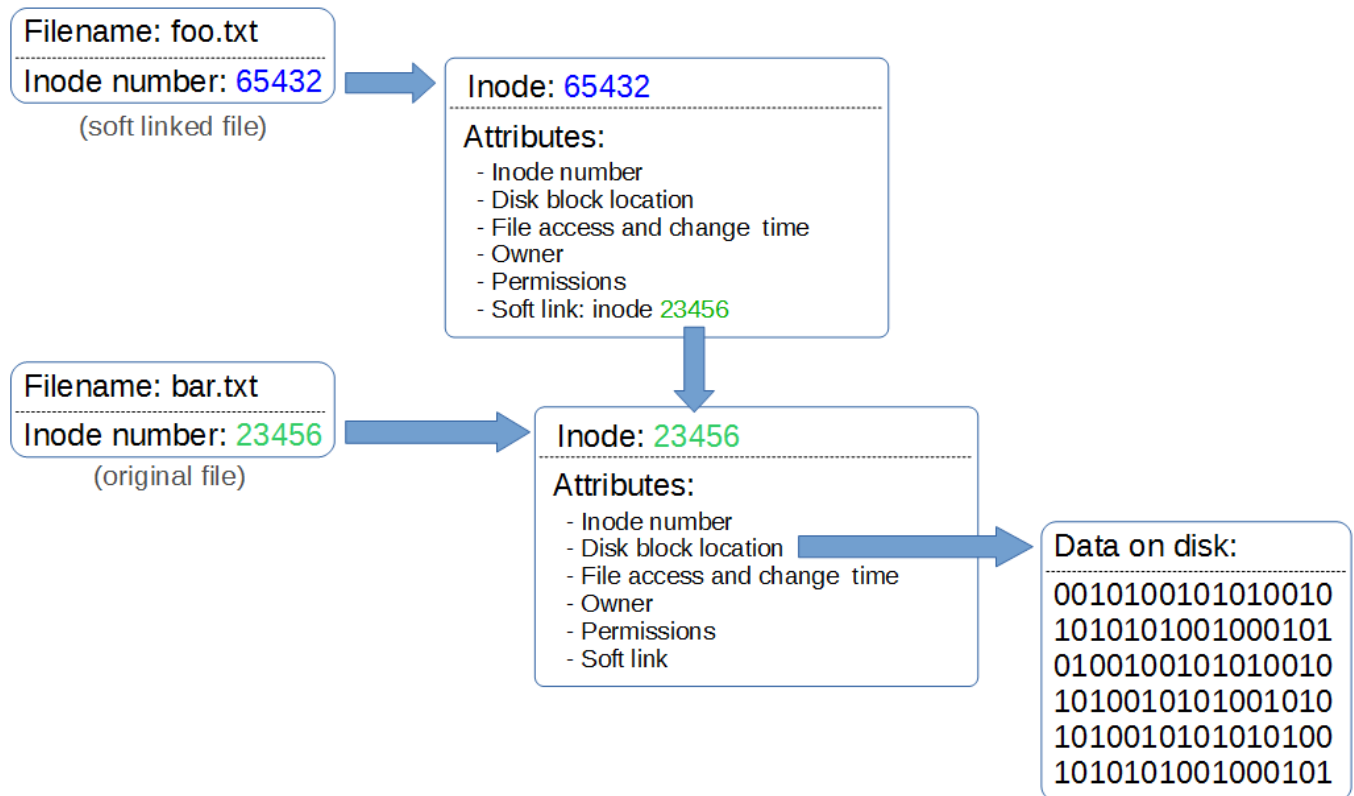 Filename: foo.txt
Inode number: 65432
(soft linked file)
Inode: 65432
Attributes:
- Inode number
- Disk block location
- File access and change time
- Owner
- Permissions
- Soft link: inode 23456
Filename: bar.txt
Inode number: 23456
(original file)
Inode: 23456
Attributes:
- Inode number
- Disk block location
- File access and change time
- Owner
- Permissions
- Soft link
Data on disk:
0010100101010010
1010101001000101
0100100101010010
1010010101001010
1010010101010100
1010101001000101